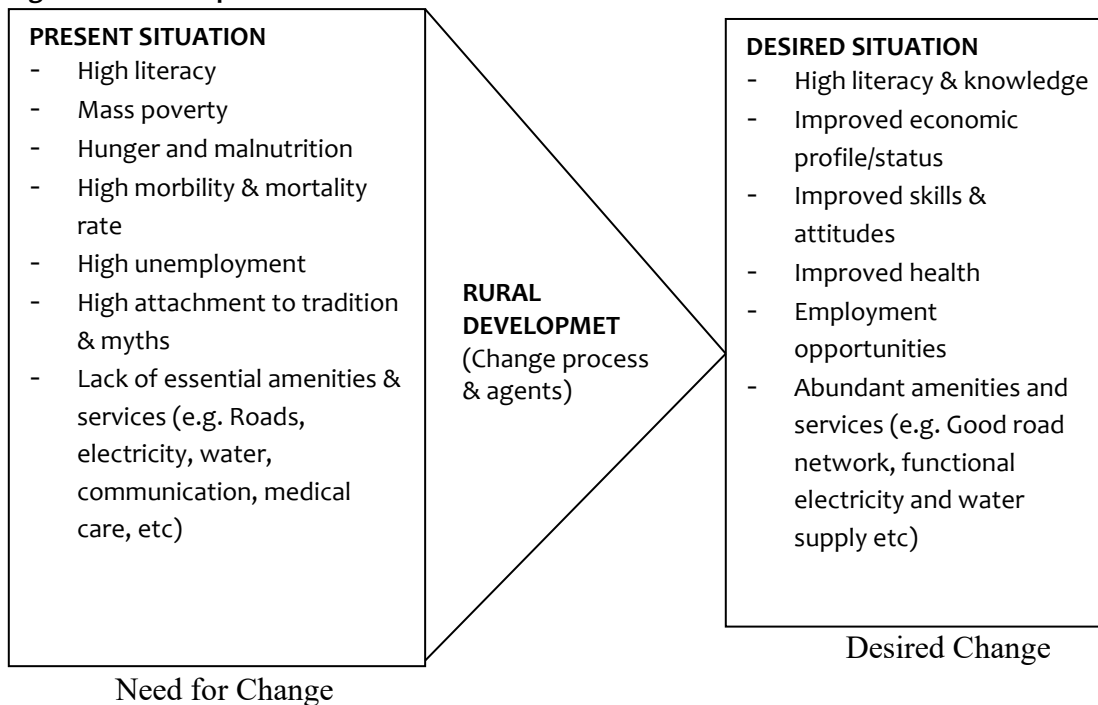 PRESENT SITUATION
- High literacy
- Mass poverty
- Hunger and malnutrition
- High morbility & mortality
rate
- High unemployment
- High attachment to tradition
& myths
- Lack of essential amenities &
services (e.g. Roads,
electricity, water,
communication, medical
care, etc)
Need for Change
RURAL
DEVELOPMET
(Change process
& agents)
DESIRED SITUATION
- High literacy & knowledge
- Improved economic
profile/status
- Improved skills &
attitudes
- Improved health
- Employment
opportunities
- Abundant amenities and
services (e.g. Good road
network, functional
electricity and water
supply etc)
Desired Change